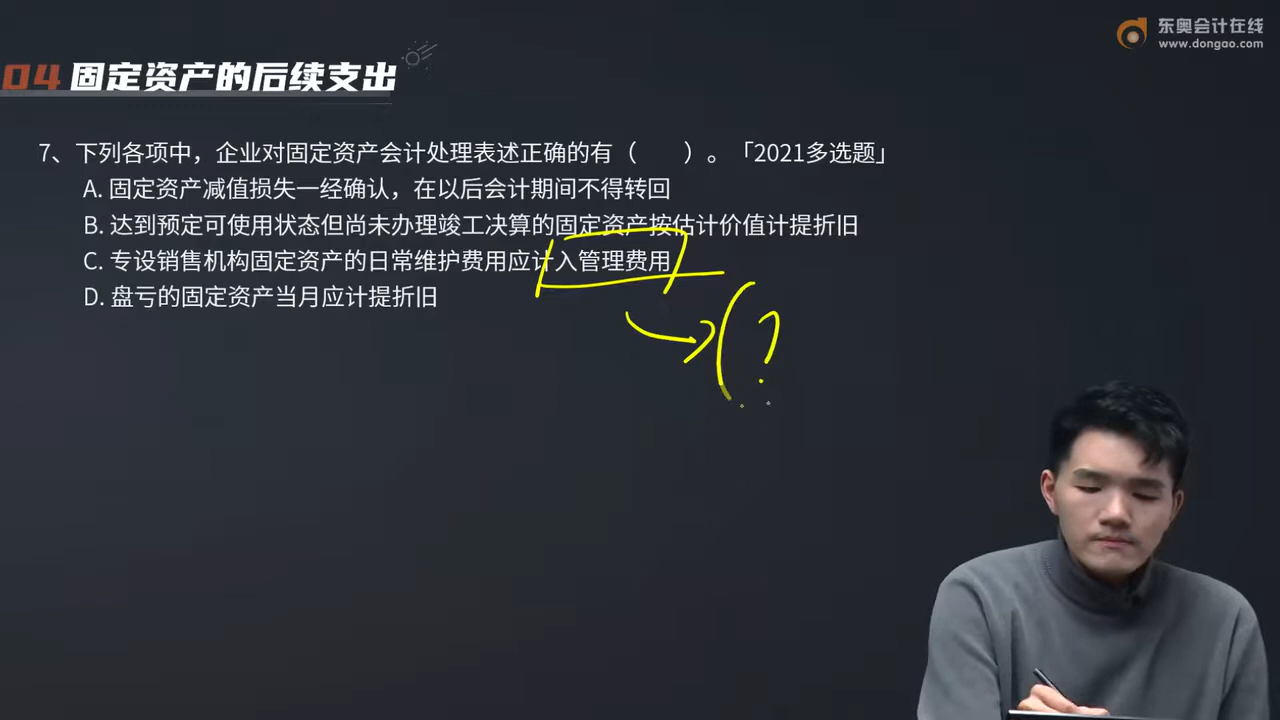 东奥会计在线
www.dongao.com
04 固定资产的后续支出
7、下列各项中，企业对固定资产会计处理表述正确的有（　　）。「2021多选题」
A. 固定资产减值损失一经确认，在以后会计期间不得转回
B. 达到预定可使用状态但尚未办理竣工决算的固定资产按估计价值计提折旧
C. 专设销售机构固定资产的日常维护费用应计入管理费用
D. 盘亏的固定资产当月应计提折旧
(?